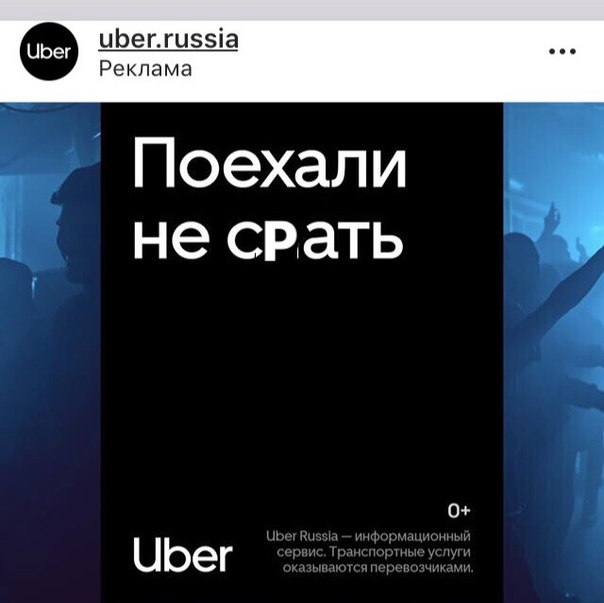 Uber
uber.russia
Реклама
Поехали
не срать
0+
Uber Russia — информационный
сервис. Транспортные услуги
оказываются перевозчиками.
Uber